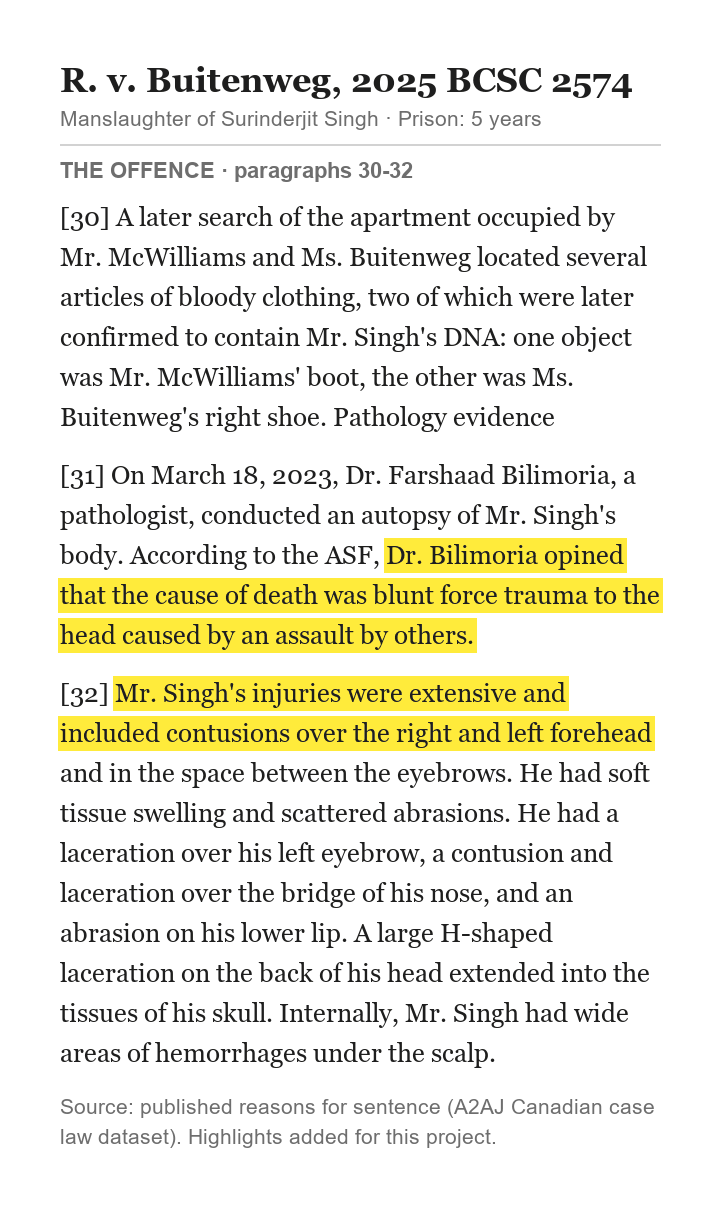 R. v. Buitenweg, 2025 BCSC 2574
Manslaughter of Surinderjit Singh · Prison: 5 years
THE OFFENCE · paragraphs 30-32
[30] A later search of the apartment occupied by
Mr. McWilliams and Ms. Buitenweg located several
articles of bloody clothing, two of which were later
confirmed to contain Mr. Singh's DNA: one object
was Mr. McWilliams' boot, the other was Ms.
Buitenweg's right shoe. Pathology evidence
[31] On March 18, 2023, Dr. Farshaad Bilimoria, a
pathologist, conducted an autopsy of Mr. Singh's
body. According to the ASF, Dr. Bilimoria opined
that the cause of death was blunt force trauma to the
head caused by an assault by others.
[32] Mr. Singh's injuries were extensive and
included contusions over the right and left forehead
and in the space between the eyebrows. He had soft
tissue swelling and scattered abrasions. He had a
laceration over his left eyebrow, a contusion and
laceration over the bridge of his nose, and an
abrasion on his lower lip. A large H-shaped
laceration on the back of his head extended into the
tissues of his skull. Internally, Mr. Singh had wide
areas of hemorrhages under the scalp.
Source: published reasons for sentence (A2AJ Canadian case
law dataset). Highlights added for this project.